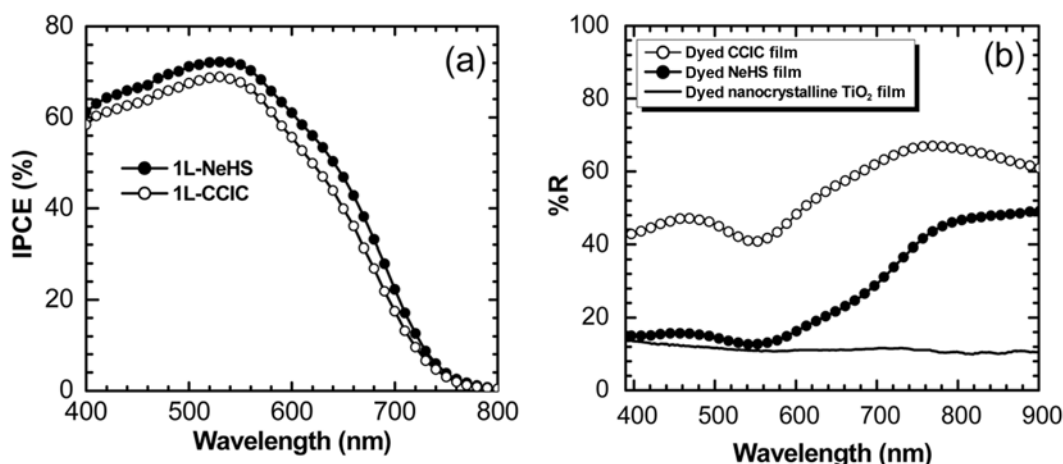 (a)
IPCE (%)
80
60
40
20
0
1L-NeHS
1L-CCIC
400 500 600 700 800
Wavelength (nm)
(b)
%R
100
80
60
40
20
0
Dyed CCIC film
Dyed NeHS film
Dyed nanocrystalline TiO₂ film
400 500 600 700 800 900
Wavelength (nm)